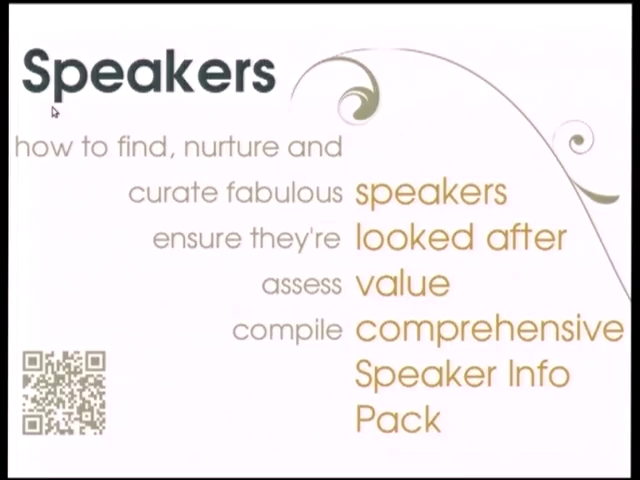 Speakers
how to find, nurture and
curate fabulous speakers
ensure they're looked after
assess value
compile comprehensive
Speaker Info
Pack